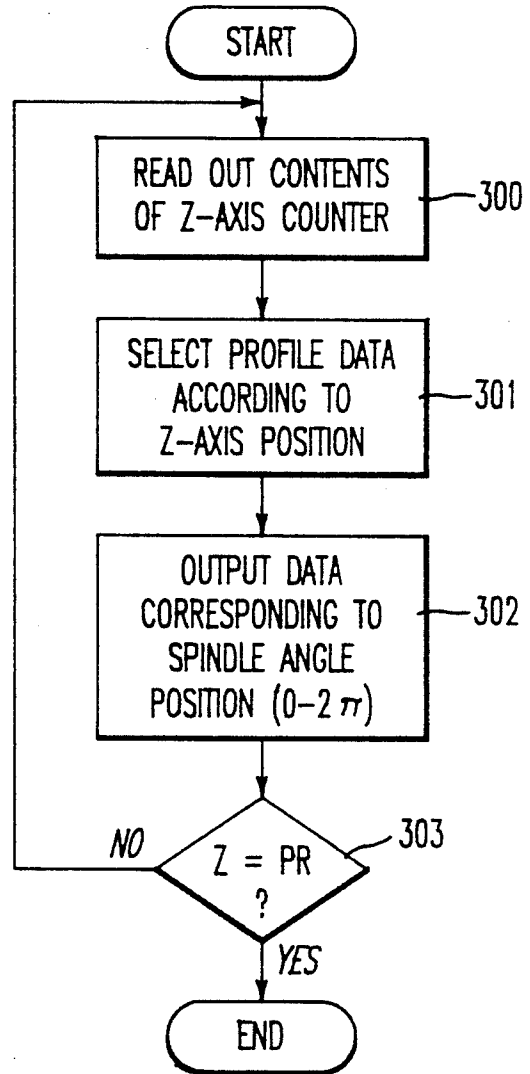 START
READ OUT CONTENTS
OF Z-AXIS COUNTER
300
SELECT PROFILE DATA
ACCORDING TO
Z-AXIS POSITION
301
OUTPUT DATA
CORRESPONDING TO
SPINDLE ANGLE
POSITION (0-2π)
302
303
NO
Z = PR
?
YES
END